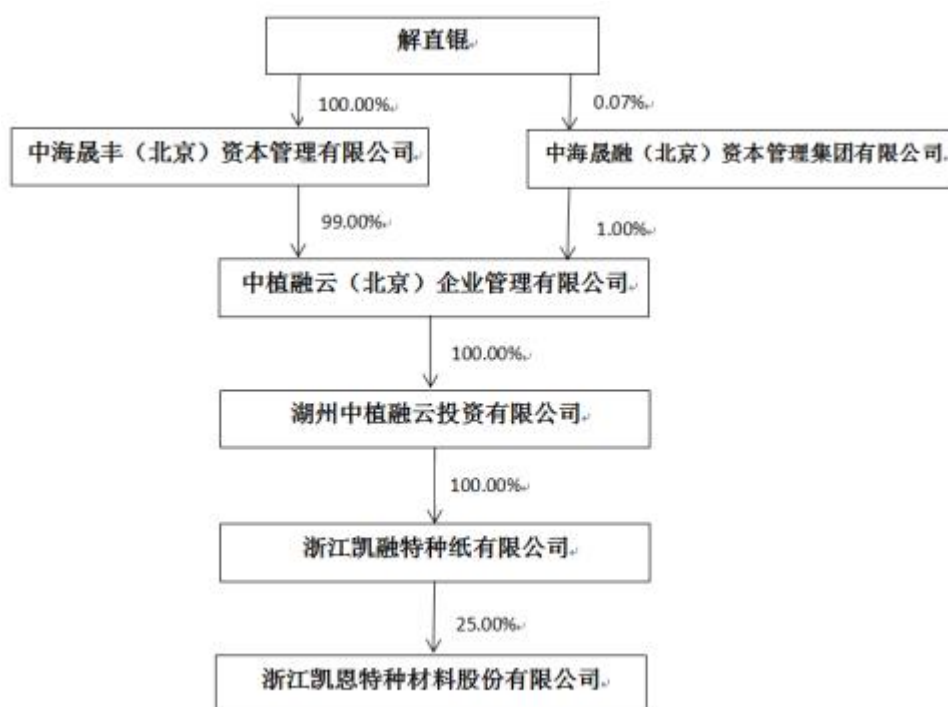 解直锟
100.00%
0.07%
中海晟丰（北京）资本管理有限公司
中海晟融（北京）资本管理集团有限公司
99.00%
1.00%
中植融云（北京）企业管理有限公司
100.00%
湖州中植融云投资有限公司
100.00%
浙江凯融特种纸有限公司
25.00%
浙江凯恩特种材料股份有限公司